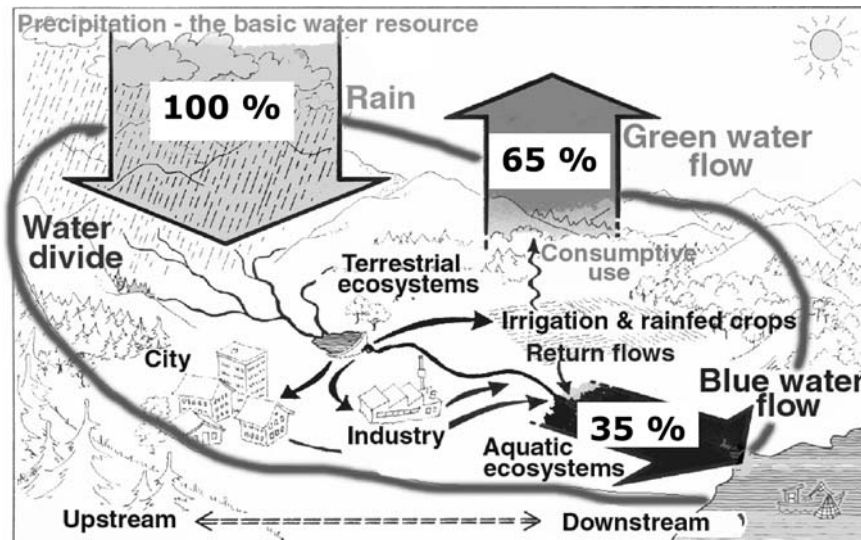 Precipitation - the basic water resource
100 %
Rain
65 %
Green water
flow
Water
divide
Terrestrial
ecosystems
Consumptive
use
Irrigation & rainfed crops
City
Return flows
Blue water
flow
Industry
35 %
Aquatic
ecosystems
Upstream
Downstream